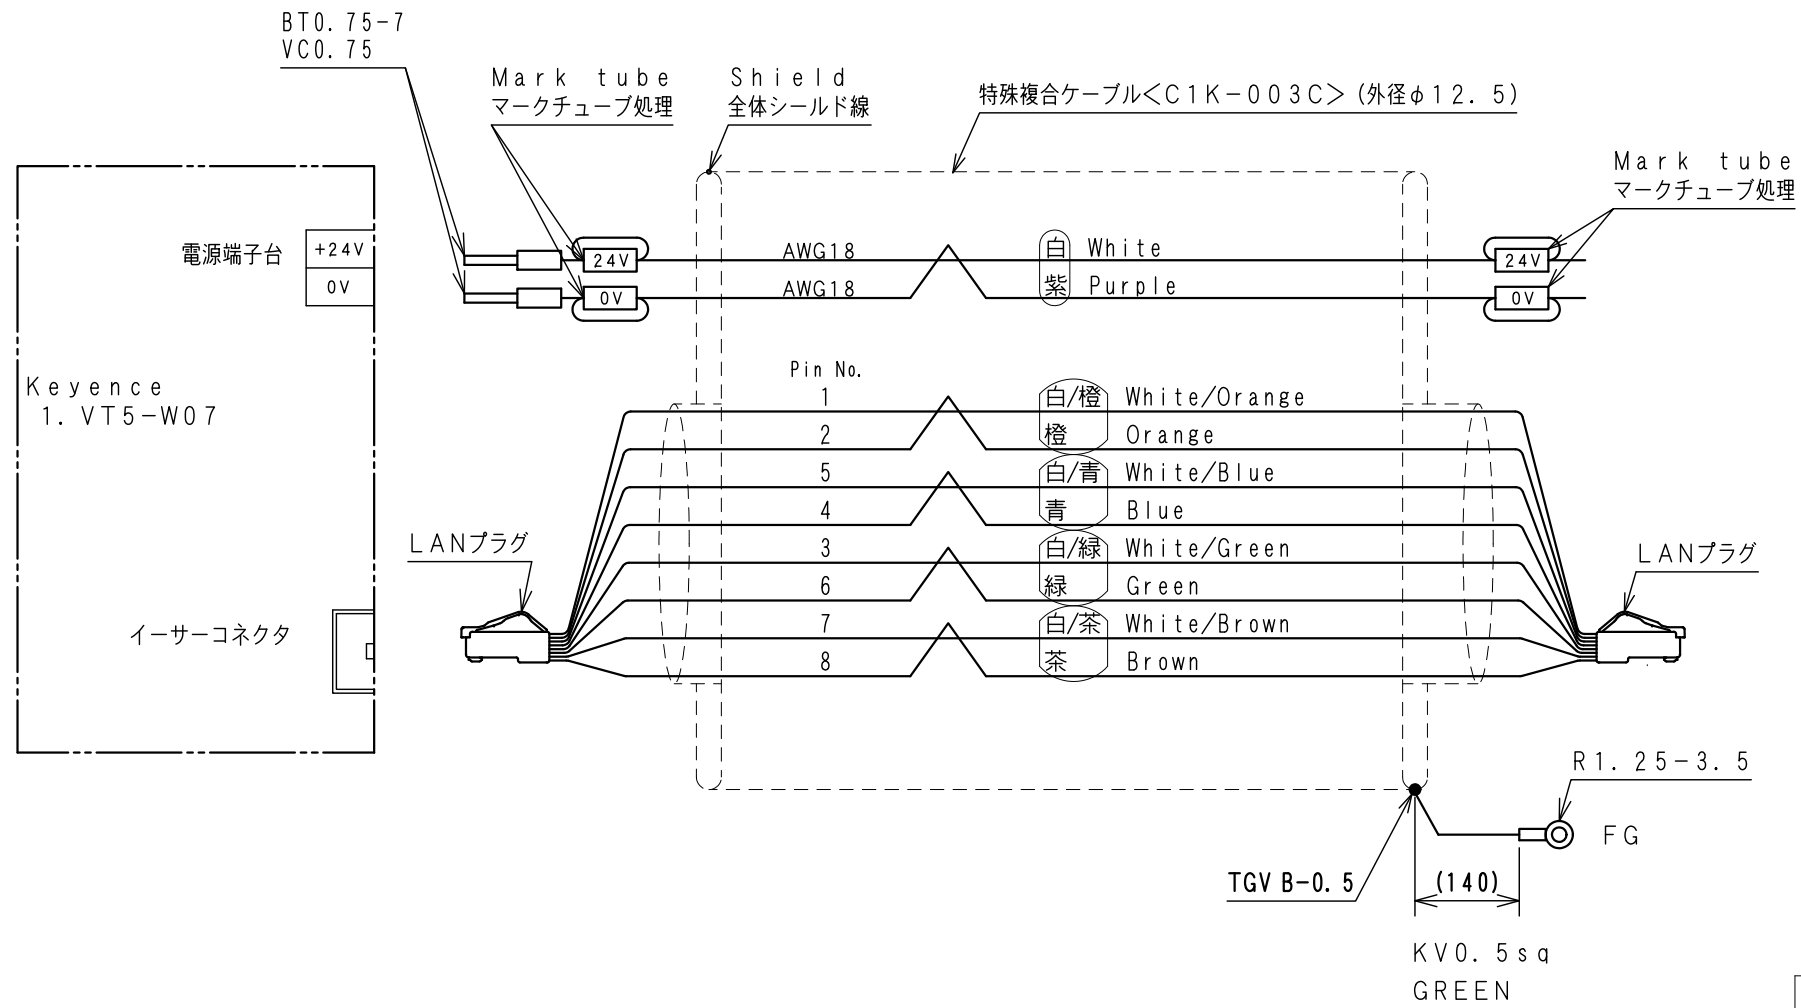 BT0.75-7
VC0.75
Mark tube
マークチューブ処理
Shield
全体シールド線
特殊複合ケーブル<C1K-003C>(外径φ12.5)
Mark tube
マークチューブ処理
電源端子台
+24V
0V
24V
0V
AWG18
AWG18
白 White
紫 Purple
24V
0V
Keyence
1. VT5-W07
Pin No.
1 白/橙 White/Orange
2 橙 Orange
5 白/青 White/Blue
4 青 Blue
3 白/緑 White/Green
6 緑 Green
7 白/茶 White/Brown
8 茶 Brown
LANプラグ
LANプラグ
イーサーコネクタ
R1.25-3.5
FG
TGV B-0.5
(140)
KV0.5sq
GREEN